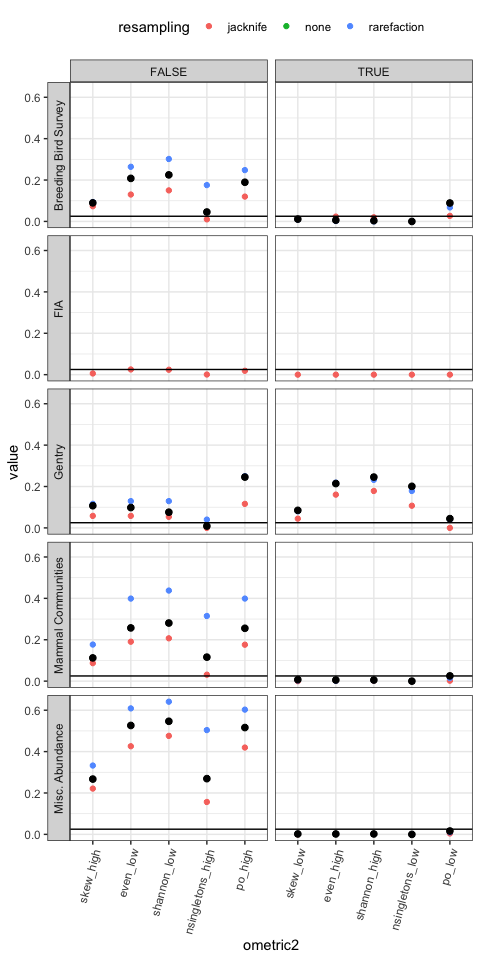 resampling jacknife none rarefaction
FALSE TRUE
Breeding Bird Survey
0.6
0.4
0.2
0.0
FIA
0.6
0.4
0.2
0.0
value
Gentry
0.6
0.4
0.2
0.0
Mammal Communities
0.6
0.4
0.2
0.0
Misc. Abundance
0.6
0.4
0.2
0.0
skew_high
even_low
shannon_low
nsingletons_high
po_high
skew_low
even_high
shannon_high
nsingletons_low
po_low
ometric2